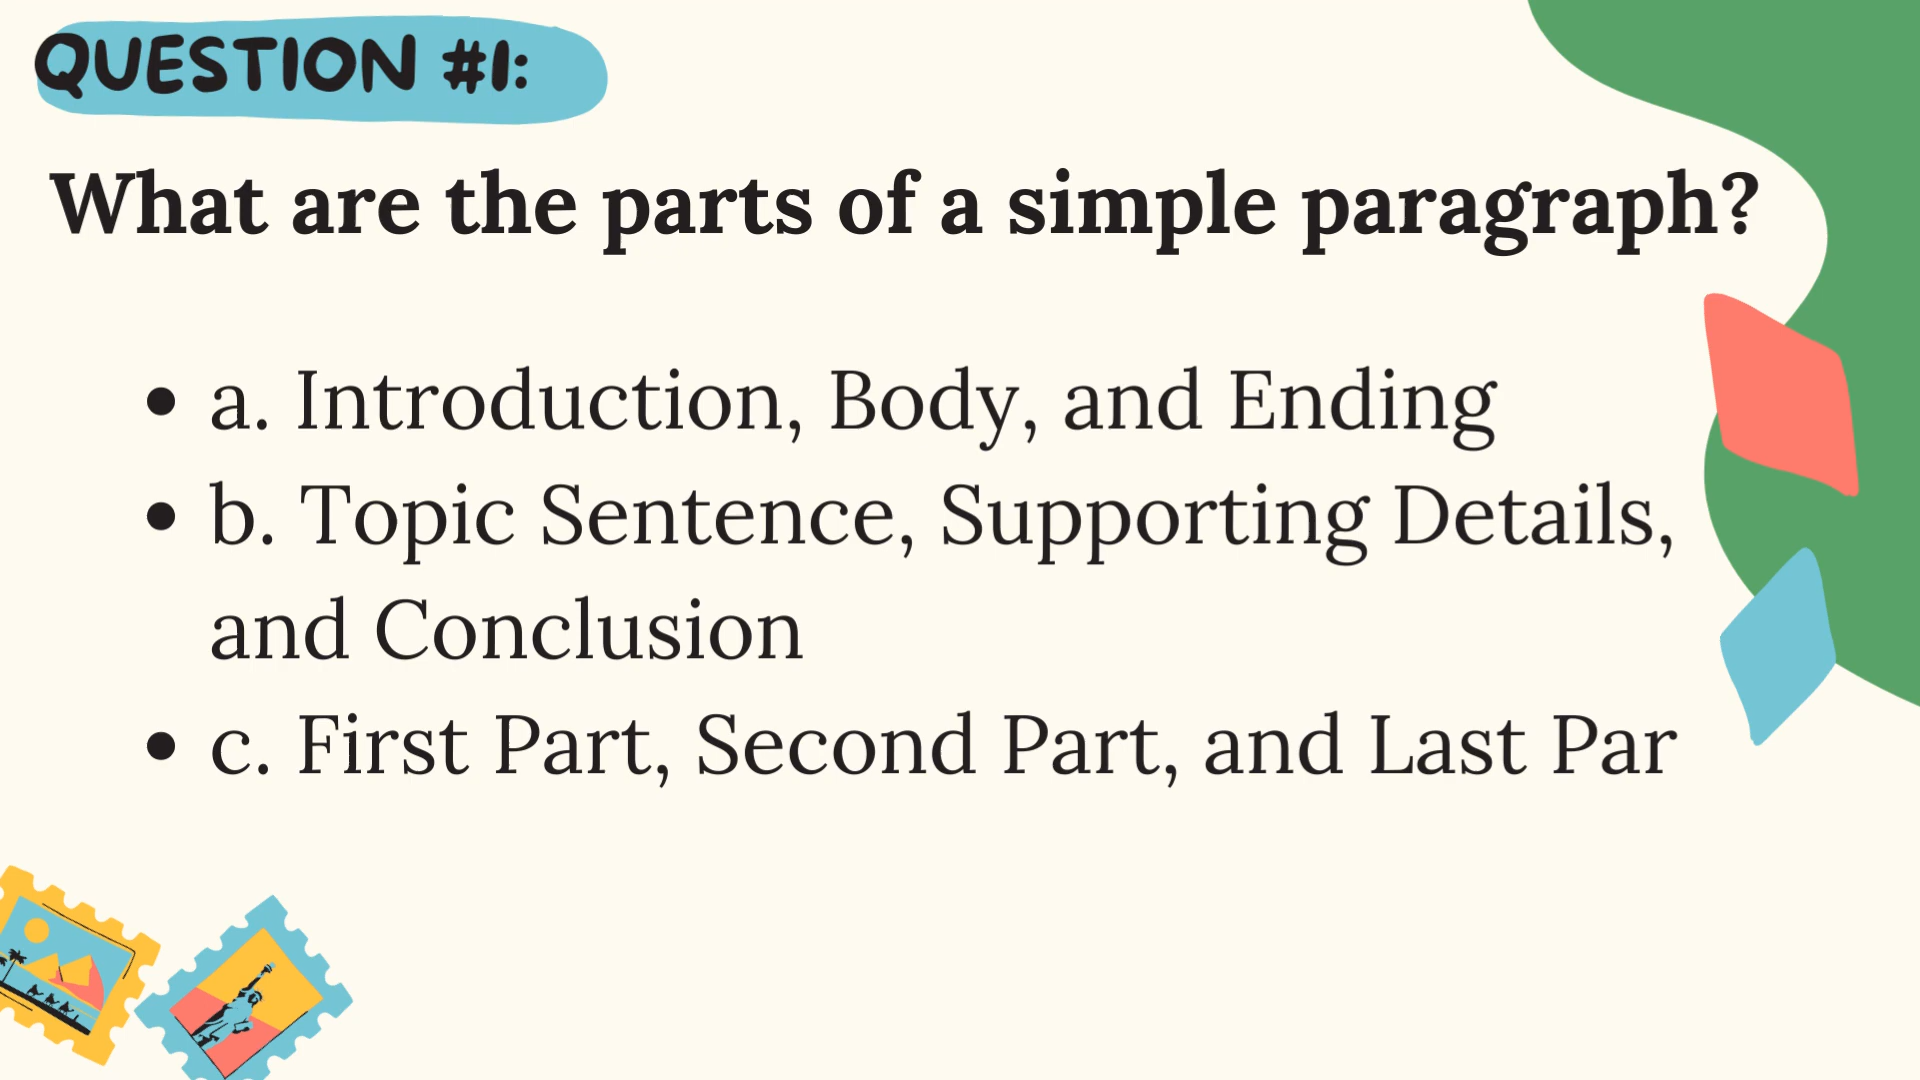 QUESTION #1:
What are the parts of a simple paragraph?
• a. Introduction, Body, and Ending
• b. Topic Sentence, Supporting Details,
and Conclusion
• c. First Part, Second Part, and Last Par